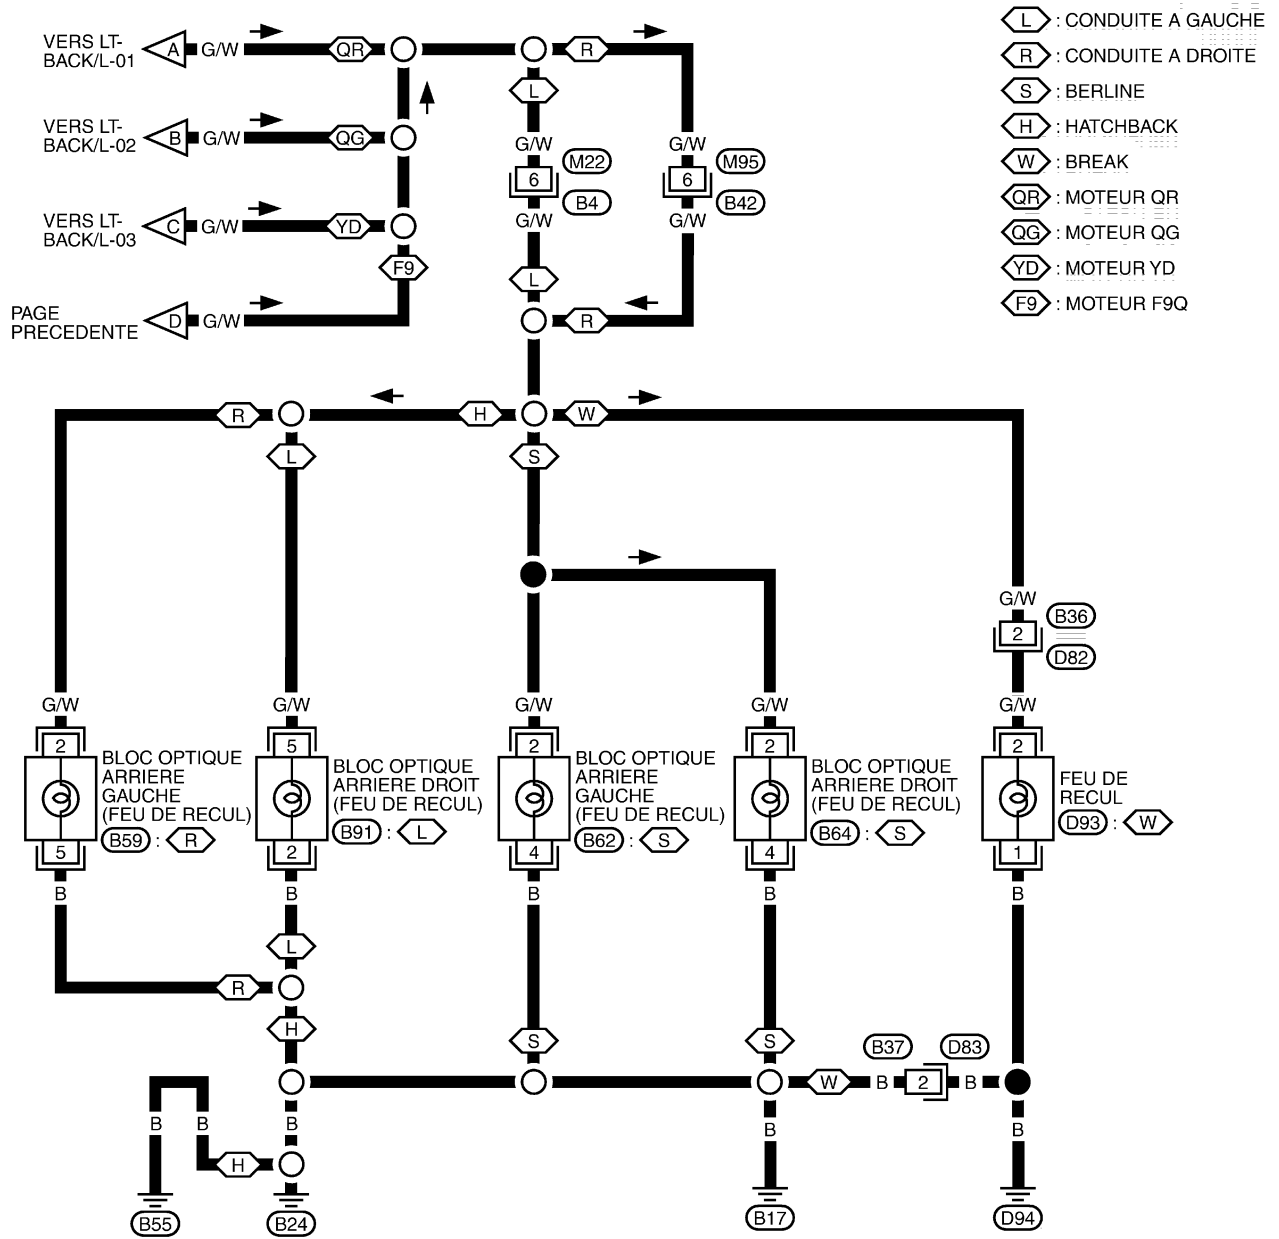 VERS LT-
BACK/L-01
A
G/W
QR
R
L
: CONDUITE A GAUCHE
R
: CONDUITE A DROITE
S
: BERLINE
H
: HATCHBACK
W
: BREAK
QR
: MOTEUR QR
QG
: MOTEUR QG
YD
: MOTEUR YD
F9
: MOTEUR F9Q
L
VERS LT-
BACK/L-02
B
G/W
QG
G/W
G/W
6
M22
B4
6
M95
B42
G/W
G/W
VERS LT-
BACK/L-03
C
G/W
YD
F9
L
PAGE
PRECEDENTE
D
G/W
R
R
H
W
L
S
G/W
2
B36
D82
G/W
G/W
G/W
G/W
G/W
2
5
2
2
2
BLOC OPTIQUE
ARRIERE
GAUCHE
(FEU DE RECUL)
B59 : R
BLOC OPTIQUE
ARRIERE DROIT
(FEU DE RECUL)
B91 : L
BLOC OPTIQUE
ARRIERE
GAUCHE
(FEU DE RECUL)
B62 : S
BLOC OPTIQUE
ARRIERE DROIT
(FEU DE RECUL)
B64 : S
FEU DE
RECUL
D93 : W
5
2
4
4
1
B
B
B
B
B
L
R
H
S
S
B37
D83
W
B
2
B
B
B
B
B
B
H
B55
B24
B17
D94